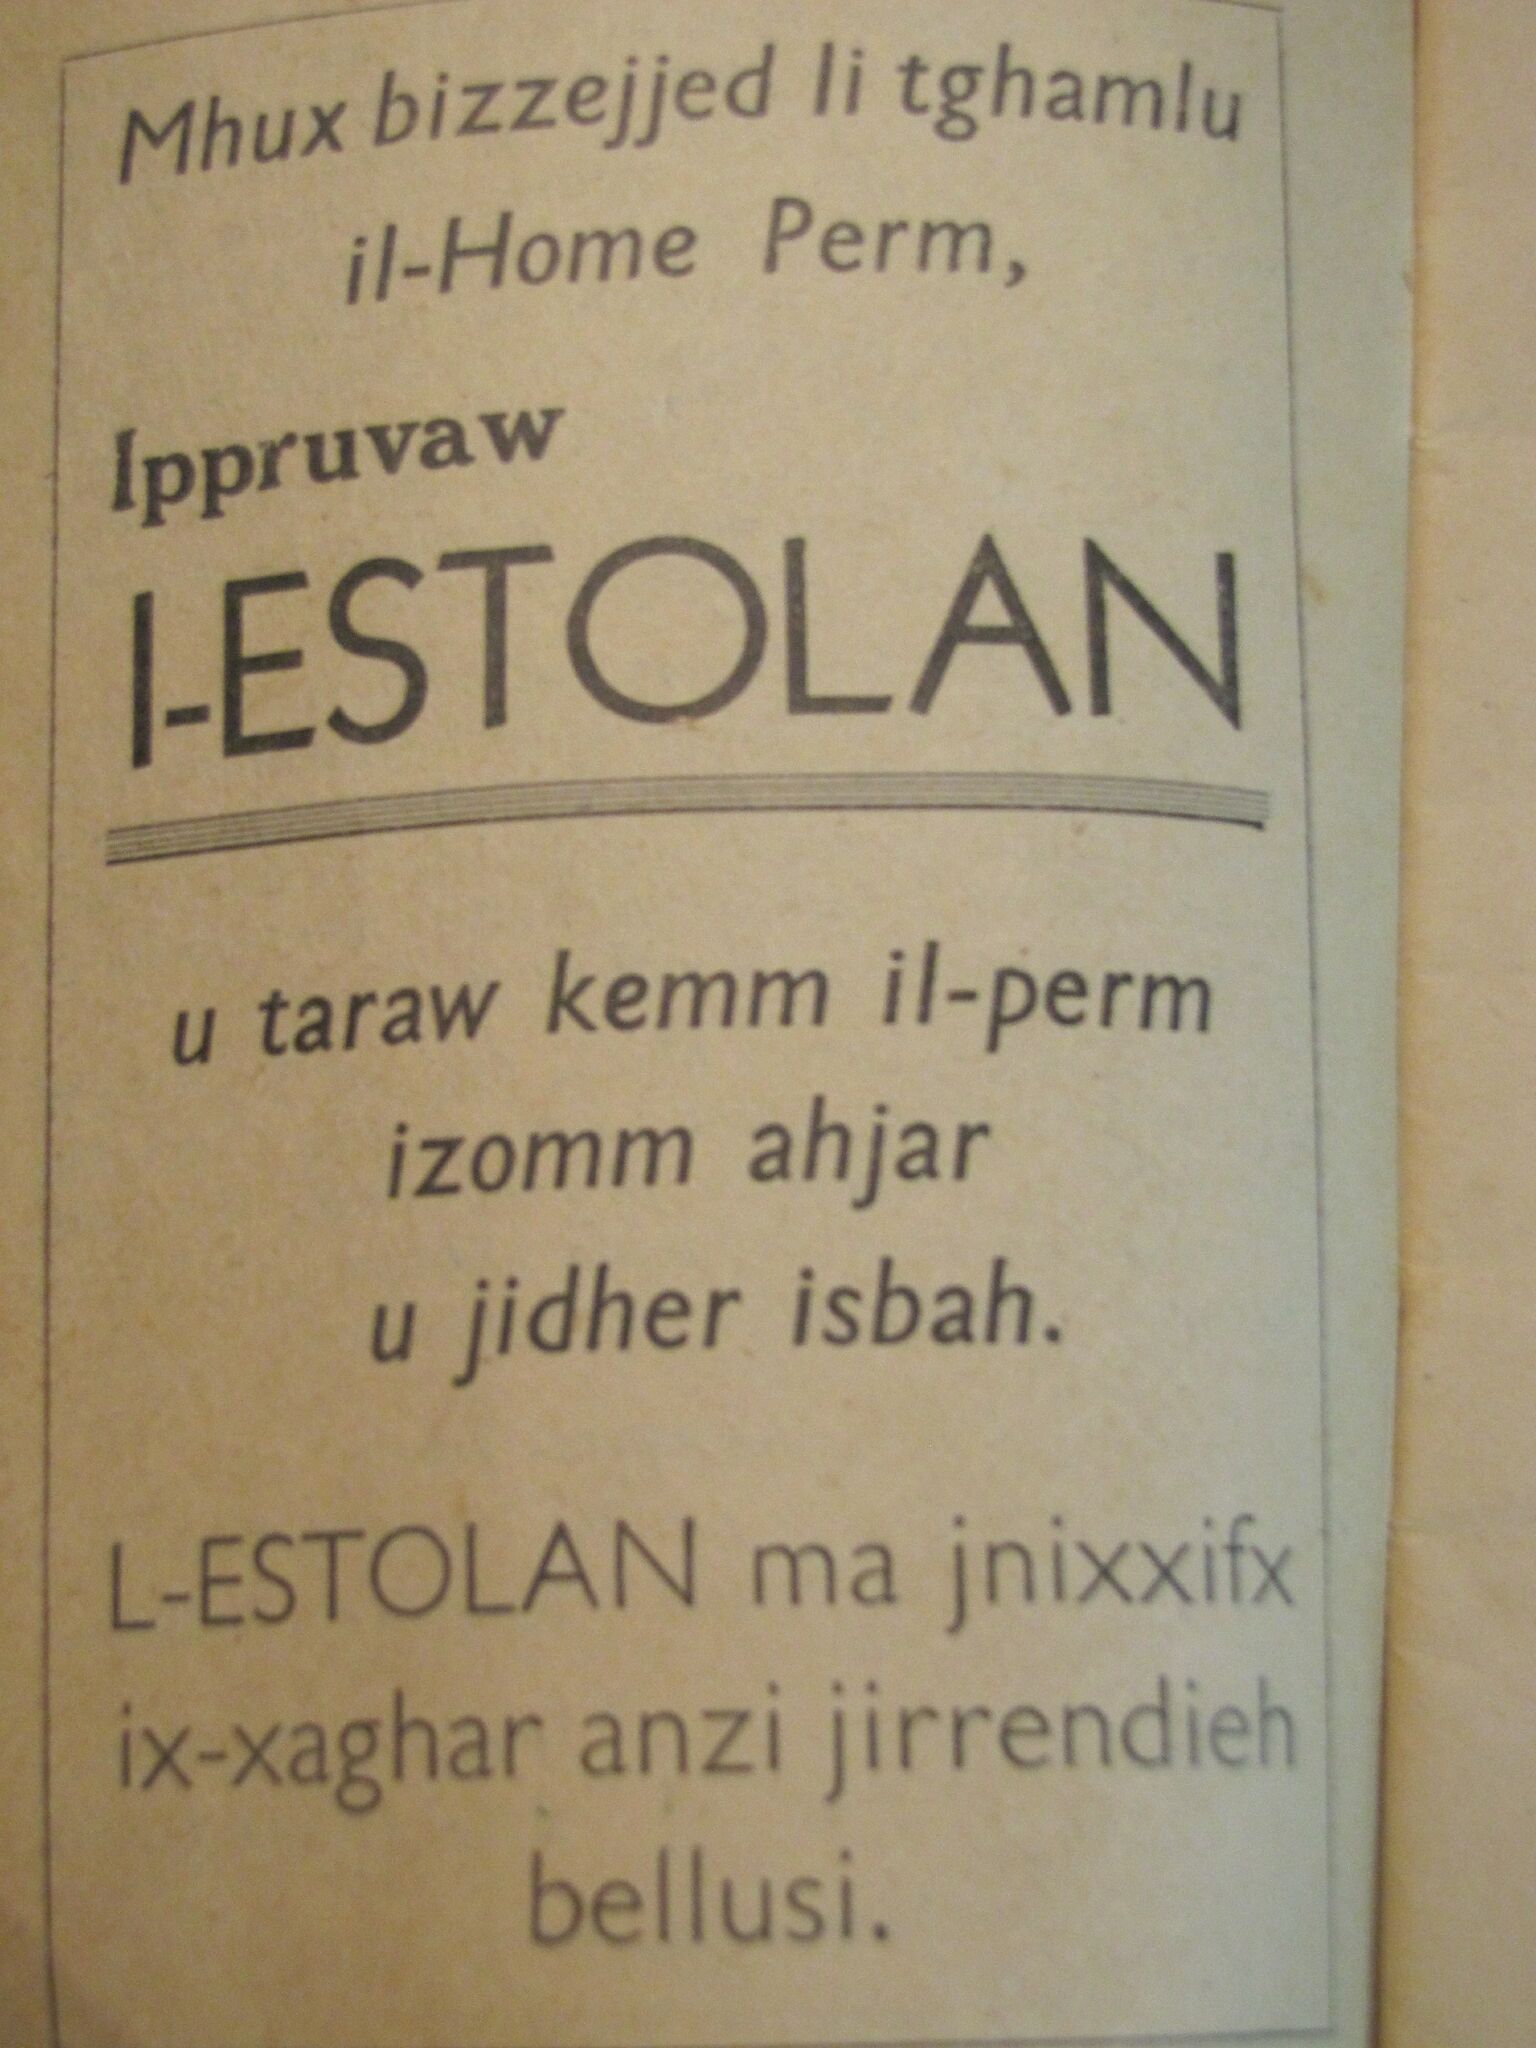 Mhux bizzejjed li tghamlu
il-Home Perm,
Ippruvaw
l-ESTOLAN
u taraw kemm il-perm
izomm ahjar
u jidher isbah.
L-ESTOLAN ma jnixxifx
ix-xaghar anzi jirrendieh
bellusi.